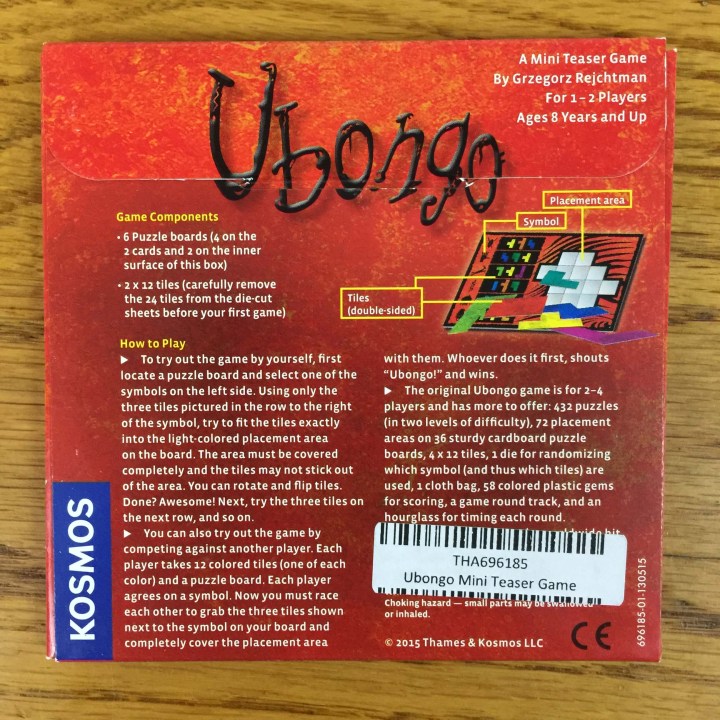 Ubongo
A Mini Teaser Game
By Grzegorz Rejchtman
For 1–2 Players
Ages 8 Years and Up
Game Components
• 6 Puzzle boards (4 on the
2 cards and 2 on the inner
surface of this box)
• 2 x 12 tiles (carefully remove
the 24 tiles from the die-cut
sheets before your first game)
Placement area
Symbol
Tiles
(double-sided)
How to Play
► To try out the game by yourself, first
locate a puzzle board and select one of the
symbols on the left side. Using only the
three tiles pictured in the row to the right
of the symbol, try to fit the tiles exactly
into the light-colored placement area
on the board. The area must be covered
completely and the tiles may not stick out
of the area. You can rotate and flip tiles.
Done? Awesome! Next, try the three tiles on
the next row, and so on.
► You can also try out the game by
competing against another player. Each
player takes 12 colored tiles (one of each
color) and a puzzle board. Each player
agrees on a symbol. Now you must race
each other to grab the three tiles shown
next to the symbol on your board and
completely cover the placement area
with them. Whoever does it first, shouts
“Ubongo!” and wins.
► The original Ubongo game is for 2–4
players and has more to offer: 432 puzzles
(in two levels of difficulty), 72 placement
areas on 36 sturdy cardboard puzzle
boards, 4 x 12 tiles, 1 die for randomizing
which symbol (and thus which tiles) are
used, 1 cloth bag, 58 colored plastic gems
for scoring, a game round track, and an
hourglass for timing each round.
THA696185
Ubongo Mini Teaser Game
Choking hazard — small parts may be swallowed
or inhaled.
© 2015 Thames & Kosmos LLC
CE
696185-01-130515
KOSMOS